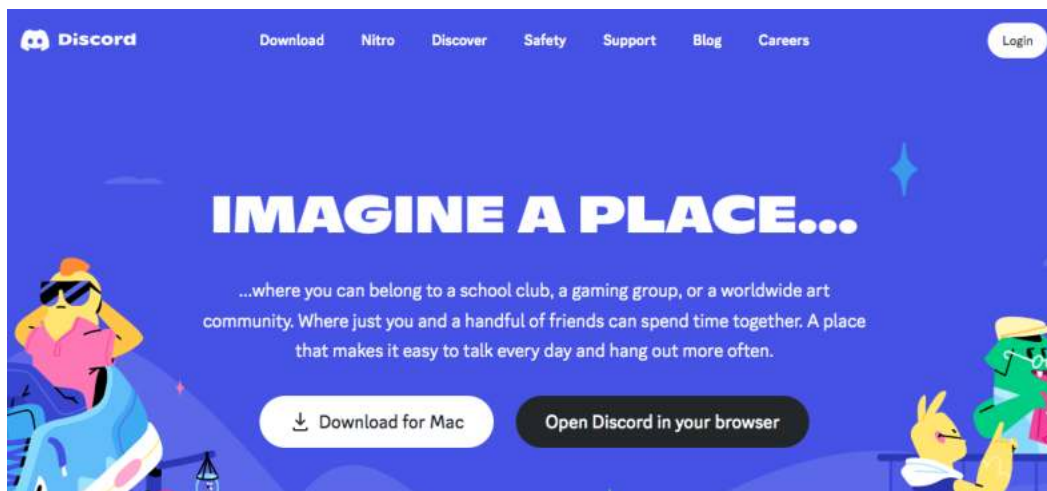 Discord
Download
Nitro
Discover
Safety
Support
Blog
Careers
Login
IMAGINE A PLACE...
...where you can belong to a school club, a gaming group, or a worldwide art
community. Where just you and a handful of friends can spend time together. A place
that makes it easy to talk every day and hang out more often.
Download for Mac
Open Discord in your browser